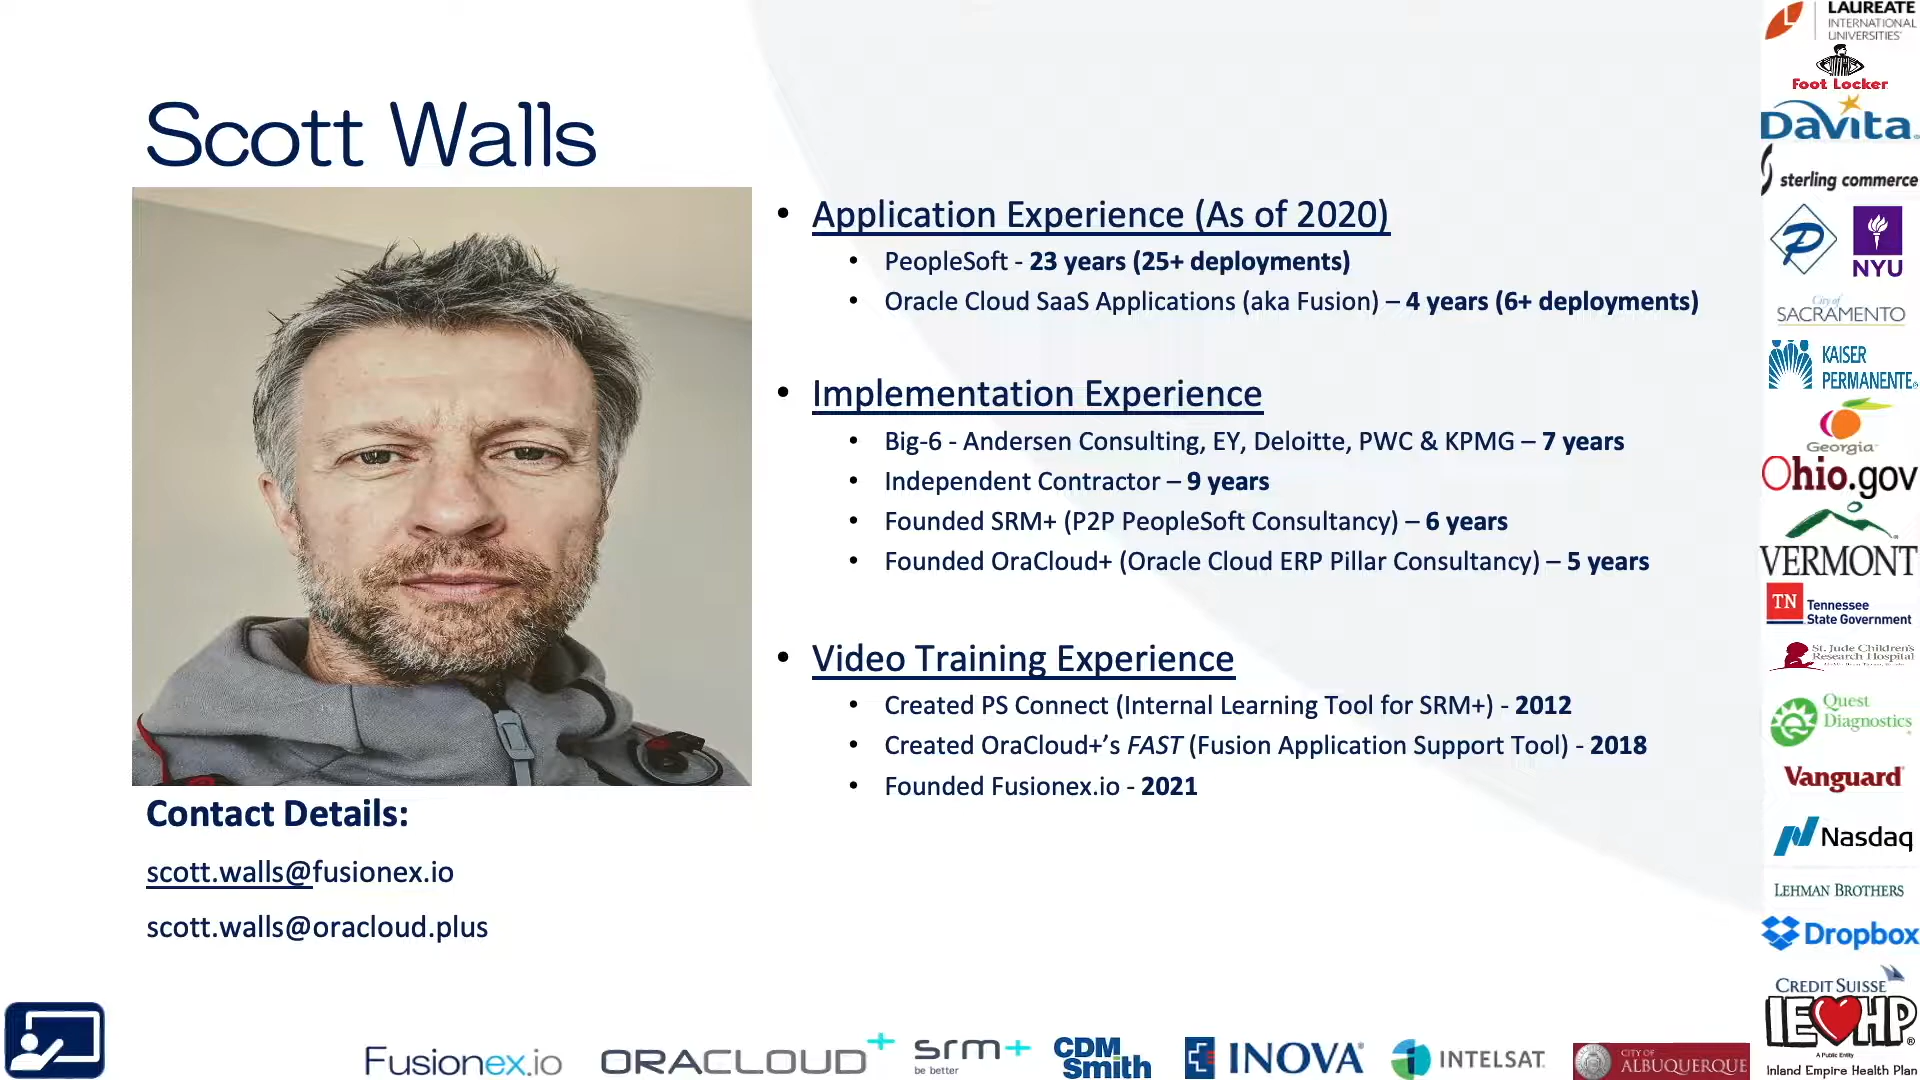 Scott Walls
• Application Experience (As of 2020)
• PeopleSoft - 23 years (25+ deployments)
• Oracle Cloud SaaS Applications (aka Fusion) – 4 years (6+ deployments)
• Implementation Experience
• Big-6 - Andersen Consulting, EY, Deloitte, PWC & KPMG – 7 years
• Independent Contractor – 9 years
• Founded SRM+ (P2P PeopleSoft Consultancy) – 6 years
• Founded OraCloud+ (Oracle Cloud ERP Pillar Consultancy) – 5 years
• Video Training Experience
• Created PS Connect (Internal Learning Tool for SRM+) - 2012
• Created OraCloud+’s FAST (Fusion Application Support Tool) - 2018
• Founded Fusionex.io - 2021
Contact Details:
scott.walls@fusionex.io
scott.walls@oracloud.plus
LAUREATE
INTERNATIONAL
UNIVERSITIES
Foot Locker
DaVita
sterling commerce
P
NYU
City of
SACRAMENTO
KAISER
PERMANENTE®
Georgia
Ohio.gov
VERMONT
TN Tennessee
State Government
St. Jude Children's
Research Hospital
Quest
Diagnostics
Vanguard
Nasdaq
LEHMAN BROTHERS
Dropbox
CREDIT SUISSE
IEHP
A Public Entity
Inland Empire Health Plan
Fusionex.io
ORACLOUD+
srm+
be better
CDM
Smith
INOVA
INTELSAT
CITY OF
ALBUQUERQUE